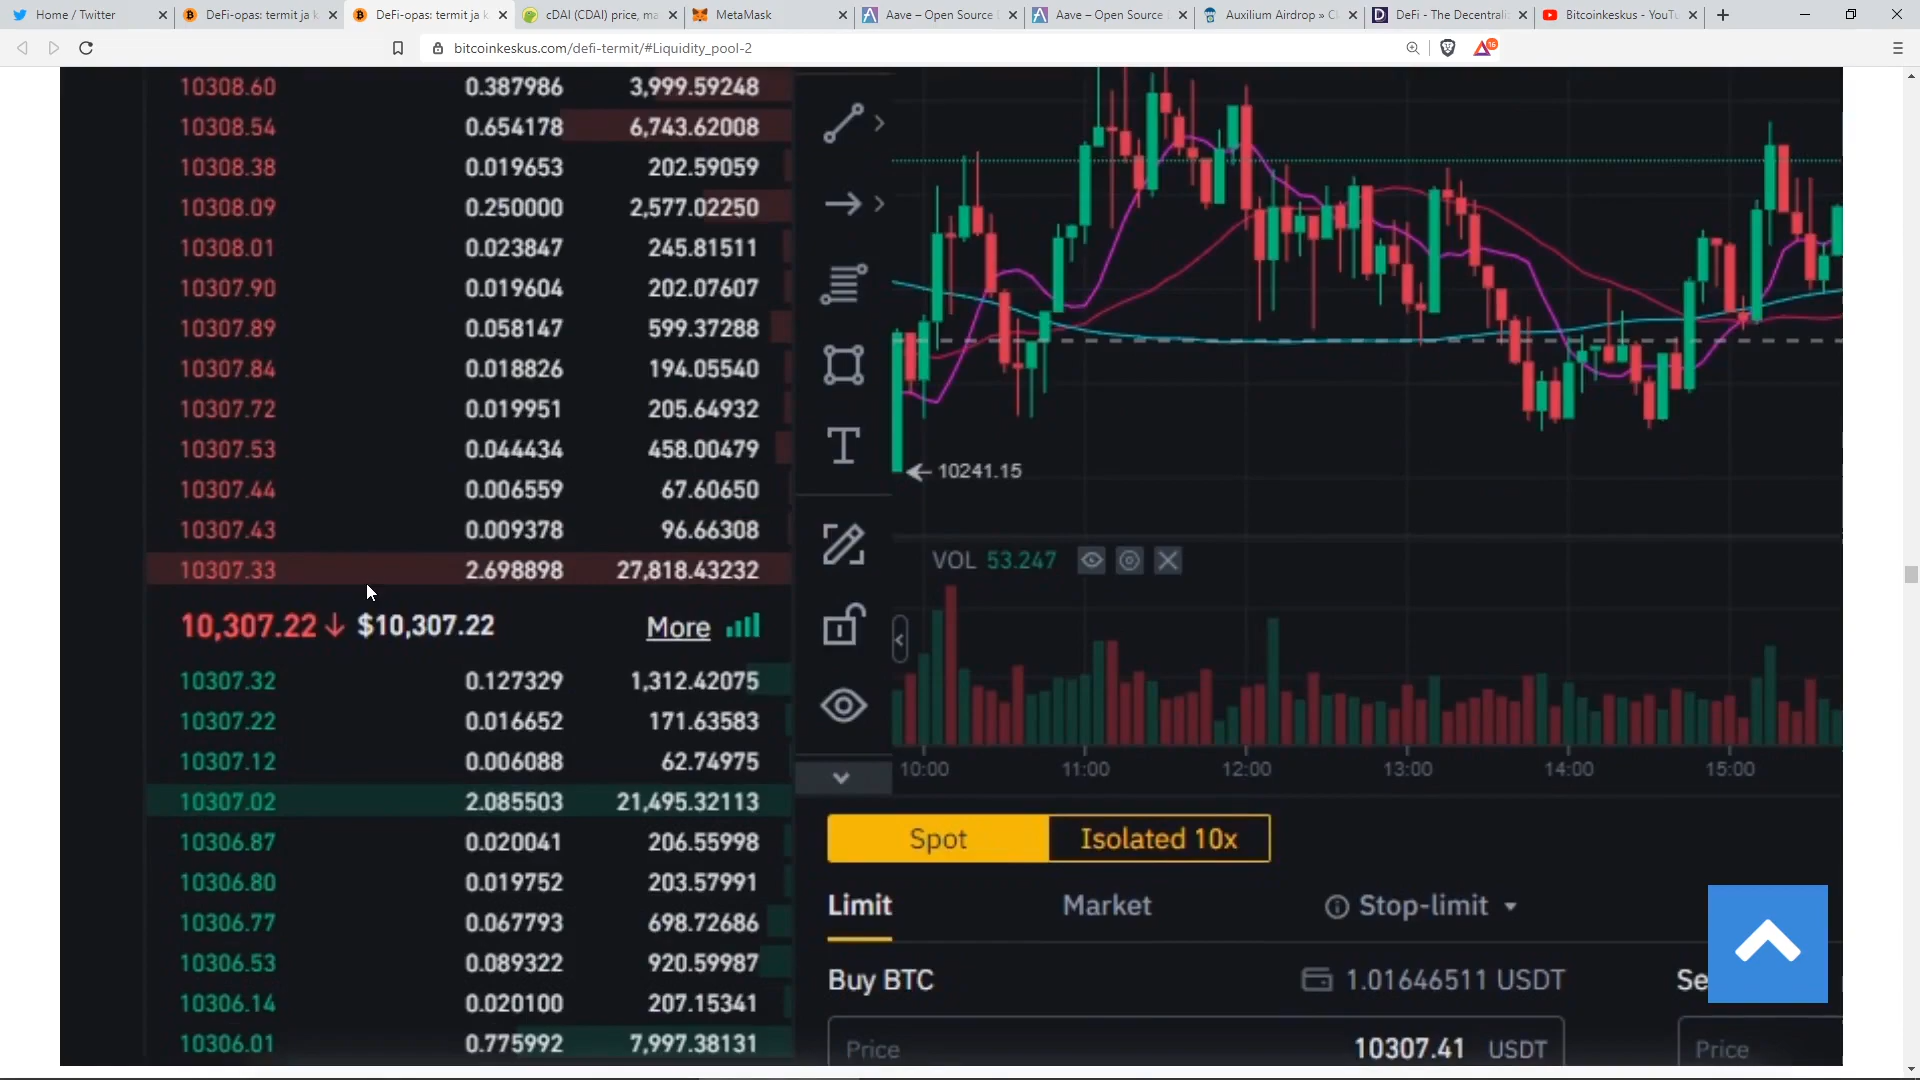 Home / Twitter
DeFi-opas: termit ja k
DeFi-opas: termit ja k
cDAI (CDAI) price, ma
MetaMask
Aave – Open Source
Aave – Open Source
Auxilium Airdrop » C
DeFi - The Decentrali
Bitcoinkeskus - YouTu
bitcoinkeskus.com/defi-termit/#Liquidity_pool-2
16
10308.60 0.387986 3,999.59248
10308.54 0.654178 6,743.62008
10308.38 0.019653 202.59059
10308.09 0.250000 2,577.02250
10308.01 0.023847 245.81511
10307.90 0.019604 202.07607
10307.89 0.058147 599.37288
10307.84 0.018826 194.05540
10307.72 0.019951 205.64932
10307.53 0.044434 458.00479
10307.44 0.006559 67.60650
10307.43 0.009378 96.66308
10307.33 2.698898 27,818.43232
10,307.22 ↓ $10,307.22 More
10307.32 0.127329 1,312.42075
10307.22 0.016652 171.63583
10307.12 0.006088 62.74975
10307.02 2.085503 21,495.32113
10306.87 0.020041 206.55998
10306.80 0.019752 203.57991
10306.77 0.067793 698.72686
10306.53 0.089322 920.59987
10306.14 0.020100 207.15341
10306.01 0.775992 7,997.38131
10241.15
VOL 53.247
10:00 11:00 12:00 13:00 14:00 15:00
Spot Isolated 10x
Limit Market Stop-limit
Buy BTC 1.01646511 USDT Se
Price 10307.41 USDT Price